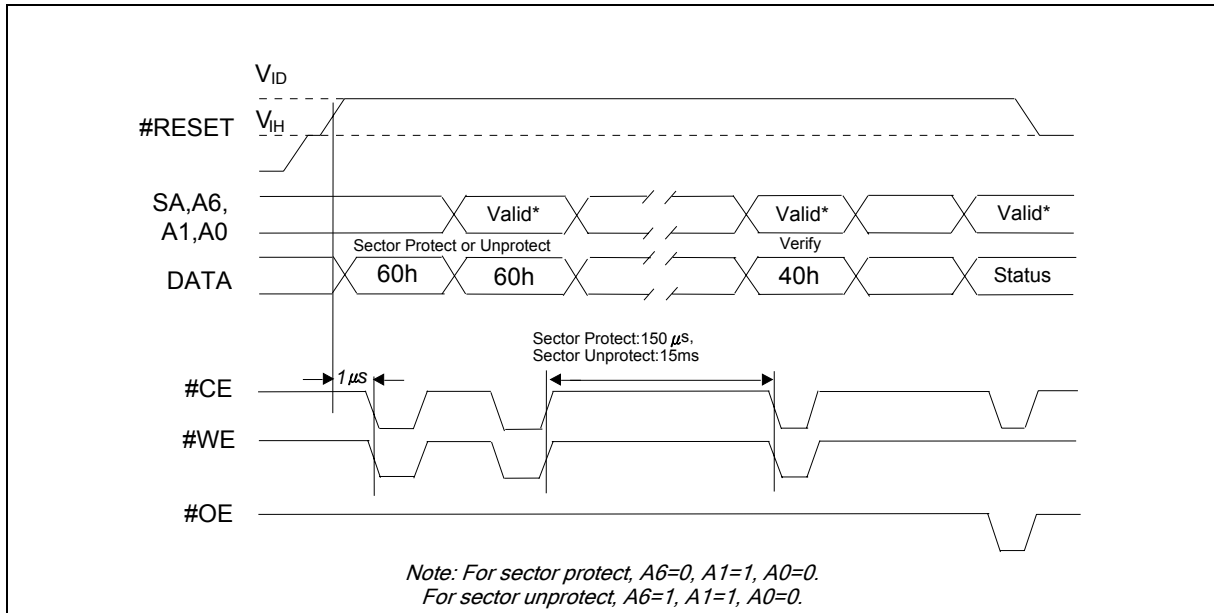 VID
VIH
#RESET
SA,A6,
A1,A0
Valid*
Valid*
Valid*
Sector Protect or Unprotect
Verify
DATA
60h
60h
40h
Status
Sector Protect:150 μs,
Sector Unprotect:15ms
1μs
#CE
#WE
#OE
Note: For sector protect, A6=0, A1=1, A0=0.
For sector unprotect, A6=1, A1=1, A0=0.